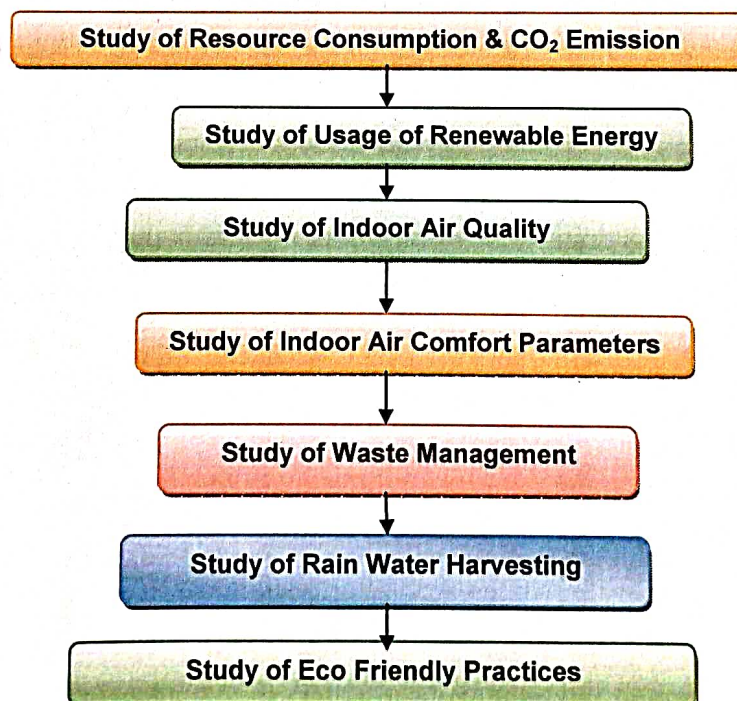 Study of Resource Consumption & CO₂ Emission
Study of Usage of Renewable Energy
Study of Indoor Air Quality
Study of Indoor Air Comfort Parameters
Study of Waste Management
Study of Rain Water Harvesting
Study of Eco Friendly Practices